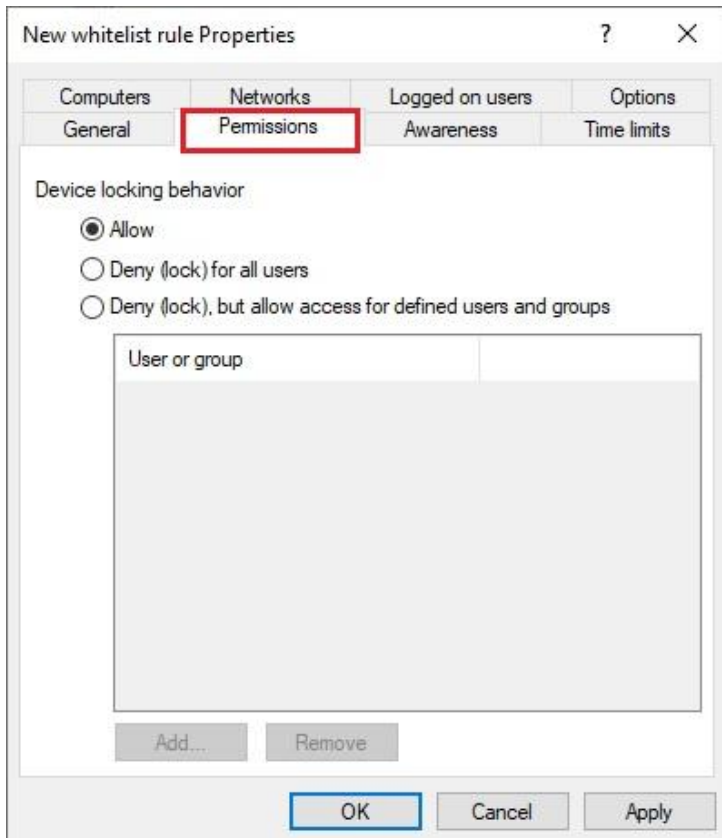 New whitelist rule Properties ? ×
Computers Networks Logged on users Options
General Permissions Awareness Time limits
Device locking behavior
Allow
Deny (lock) for all users
Deny (lock), but allow access for defined users and groups
User or group
Add... Remove
OK Cancel Apply